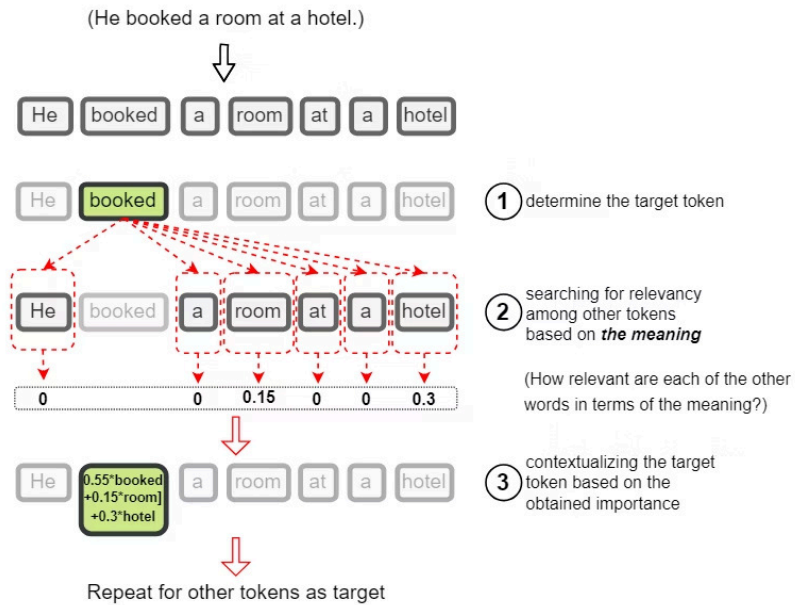 (He booked a room at a hotel.)
He booked a room at a hotel
He booked a room at a hotel
1 determine the target token
He booked a room at a hotel
2 searching for relevancy
among other tokens
based on the meaning
0 0 0.15 0 0 0.3
(How relevant are each of the other
words in terms of the meaning?)
He
0.55*booked
+0.15*room]
+0.3*hotel
a room at a hotel
3 contextualizing the target
token based on the
obtained importance
Repeat for other tokens as target